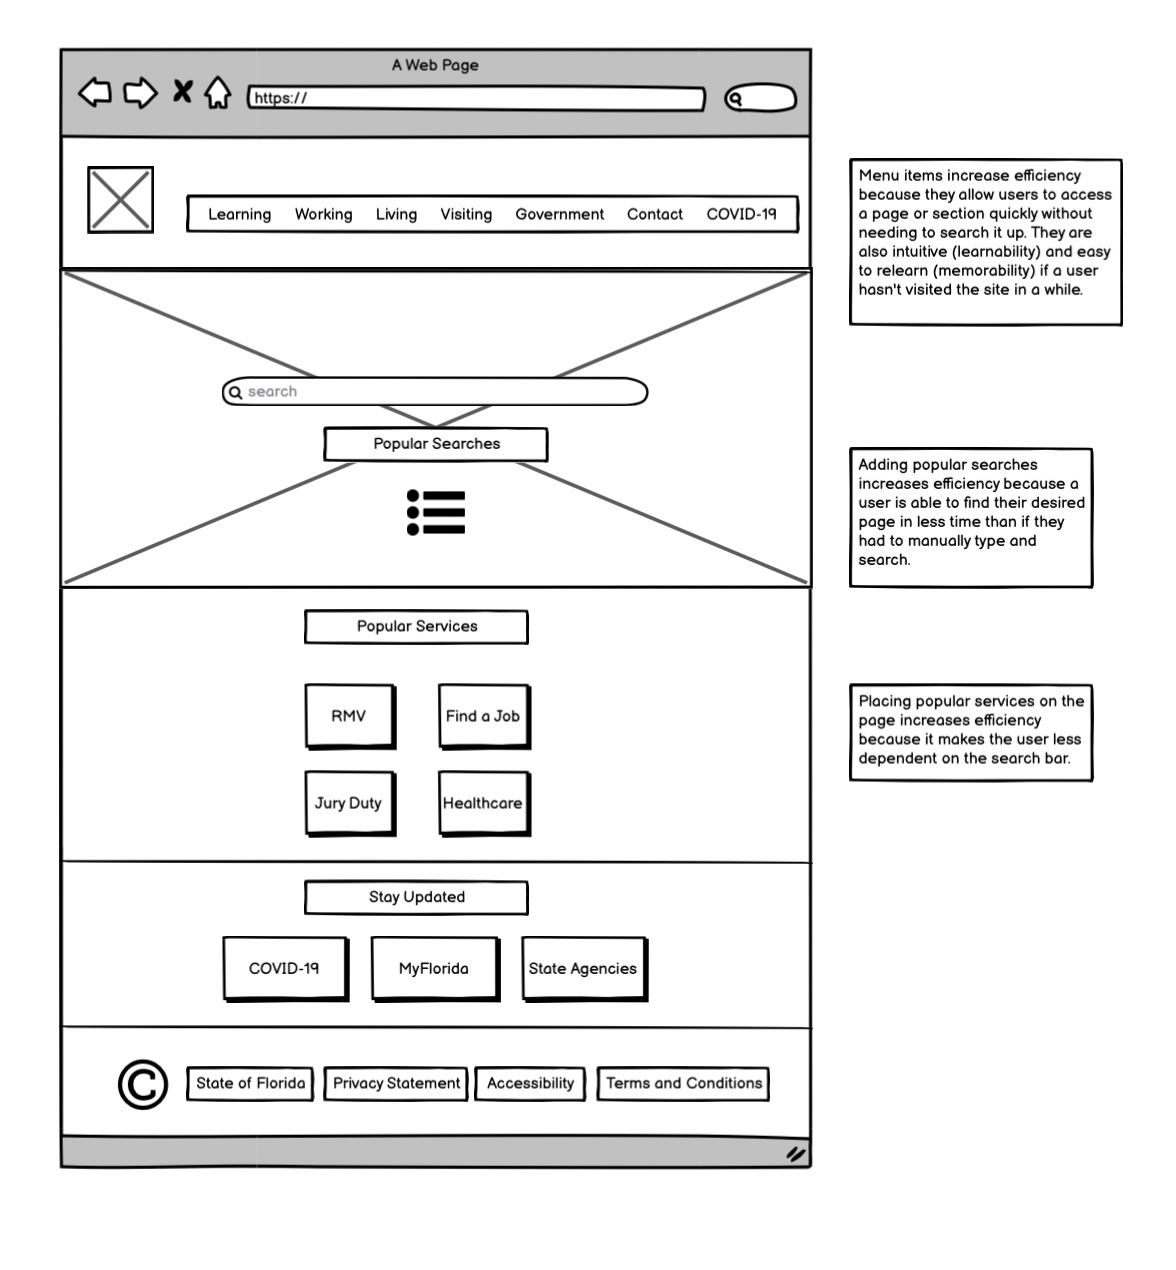 A Web Page
https://
Learning Working Living Visiting Government Contact COVID-19
search
Popular Searches
Popular Services
RMV Find a Job
Jury Duty Healthcare
Stay Updated
COVID-19 MyFlorida State Agencies
© State of Florida Privacy Statement Accessibility Terms and Conditions
Menu items increase efficiency
because they allow users to access
a page or section quickly without
needing to search it up. They are
also intuitive (learnability) and easy
to relearn (memorability) if a user
hasn't visited the site in a while.
Adding popular searches
increases efficiency because a
user is able to find their desired
page in less time than if they
had to manually type and
search.
Placing popular services on the
page increases efficiency
because it makes the user less
dependent on the search bar.